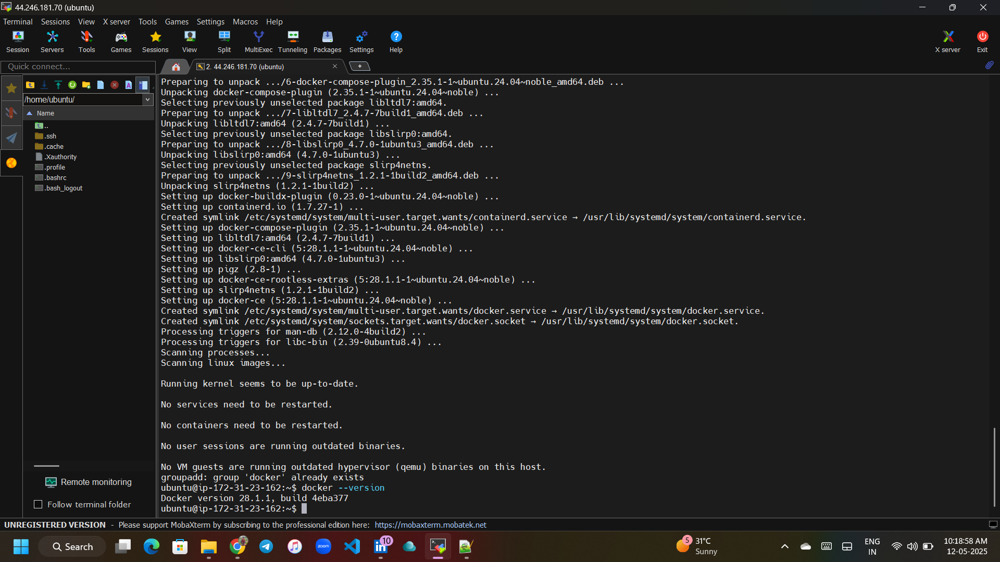 44.246.181.70 (ubuntu)
Terminal Sessions View X server Tools Games Settings Macros Help
Session Servers Tools Games Sessions View Split MultiExec Tunneling Packages Settings Help X server Exit
Quick connect...
2. 44.246.181.70 (ubuntu)
/home/ubuntu/
Name
..
.ssh
.cache
.Xauthority
.profile
.bashrc
.bash_logout
Remote monitoring
Follow terminal folder
Preparing to unpack .../6-docker-compose-plugin_2.35.1-1~ubuntu.24.04~noble_amd64.deb ...
Unpacking docker-compose-plugin (2.35.1-1~ubuntu.24.04~noble) ...
Selecting previously unselected package libltdl7:amd64.
Preparing to unpack .../7-libltdl7_2.4.7-7build1_amd64.deb ...
Unpacking libltdl7:amd64 (2.4.7-7build1) ...
Selecting previously unselected package libslirp0:amd64.
Preparing to unpack .../8-libslirp0_4.7.0-1ubuntu3_amd64.deb ...
Unpacking libslirp0:amd64 (4.7.0-1ubuntu3) ...
Selecting previously unselected package slirp4netns.
Preparing to unpack .../9-slirp4netns_1.2.1-1build2_amd64.deb ...
Unpacking slirp4netns (1.2.1-1build2) ...
Setting up docker-buildx-plugin (0.23.0-1~ubuntu.24.04~noble) ...
Setting up containerd.io (1.7.27-1) ...
Created symlink /etc/systemd/system/multi-user.target.wants/containerd.service → /usr/lib/systemd/system/containerd.service.
Setting up docker-compose-plugin (2.35.1-1~ubuntu.24.04~noble) ...
Setting up libltdl7:amd64 (2.4.7-7build1) ...
Setting up docker-ce-cli (5:28.1.1-1~ubuntu.24.04~noble) ...
Setting up libslirp0:amd64 (4.7.0-1ubuntu3) ...
Setting up pigz (2.8-1) ...
Setting up docker-ce-rootless-extras (5:28.1.1-1~ubuntu.24.04~noble) ...
Setting up slirp4netns (1.2.1-1build2) ...
Setting up docker-ce (5:28.1.1-1~ubuntu.24.04~noble) ...
Created symlink /etc/systemd/system/multi-user.target.wants/docker.service → /usr/lib/systemd/system/docker.service.
Created symlink /etc/systemd/system/sockets.target.wants/docker.socket → /usr/lib/systemd/system/docker.socket.
Processing triggers for man-db (2.12.0-4build2) ...
Processing triggers for libc-bin (2.39-0ubuntu8.4) ...
Scanning processes...
Scanning linux images...
Running kernel seems to be up-to-date.
No services need to be restarted.
No containers need to be restarted.
No user sessions are running outdated binaries.
No VM guests are running outdated hypervisor (qemu) binaries on this host.
groupadd: group 'docker' already exists
ubuntu@ip-172-31-23-162:~$ docker --version
Docker version 28.1.1, build 4eba377
ubuntu@ip-172-31-23-162:~$
UNREGISTERED VERSION - Please support MobaXterm by subscribing to the professional edition here: https://mobaxterm.mobatek.net
Search
zoom
10
5
31°C
Sunny
ENG
IN
10:18:58 AM
12-05-2025